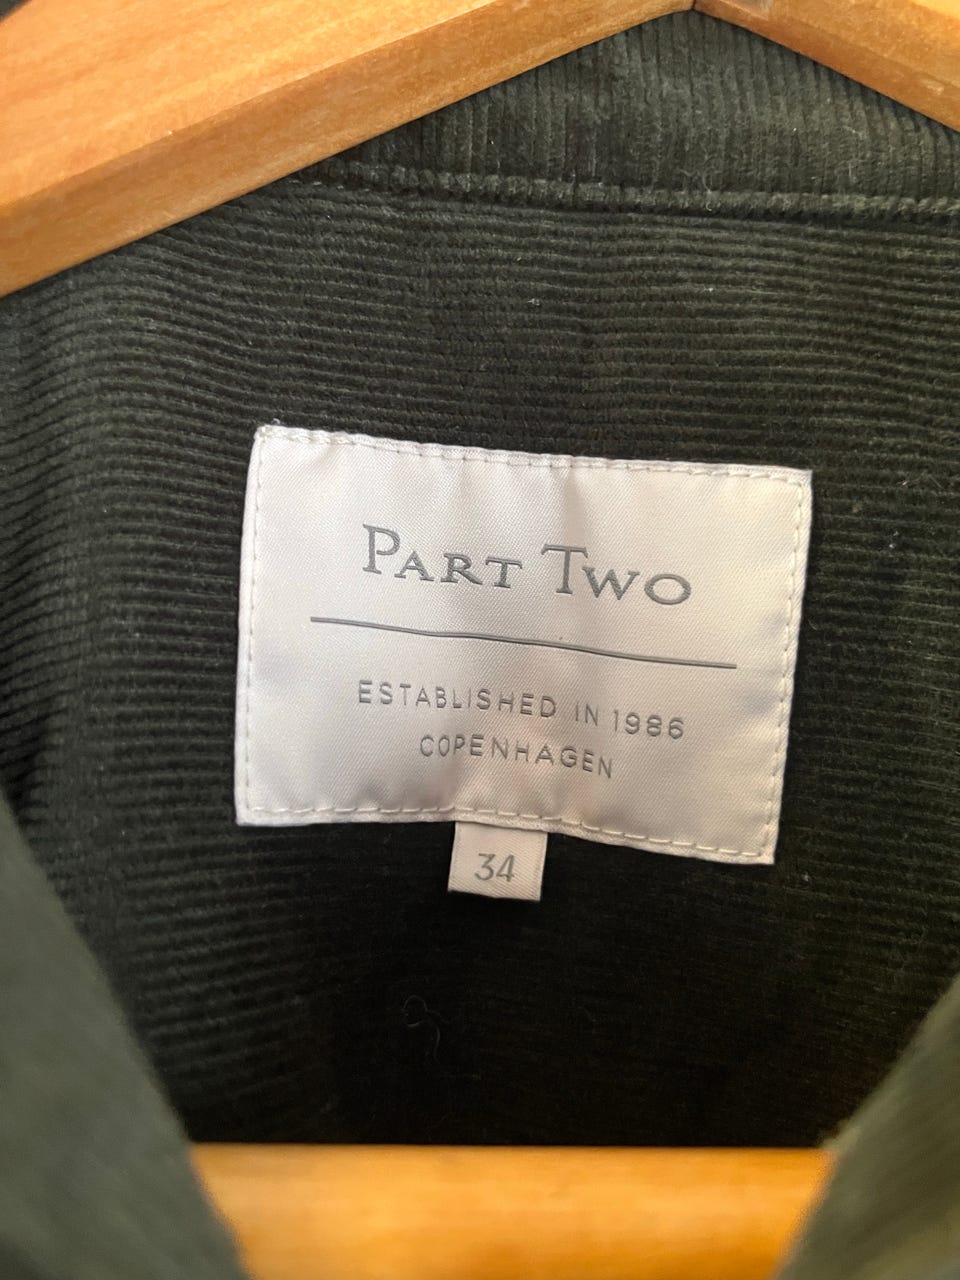 PART TWO
ESTABLISHED IN 1986
COPENHAGEN
34